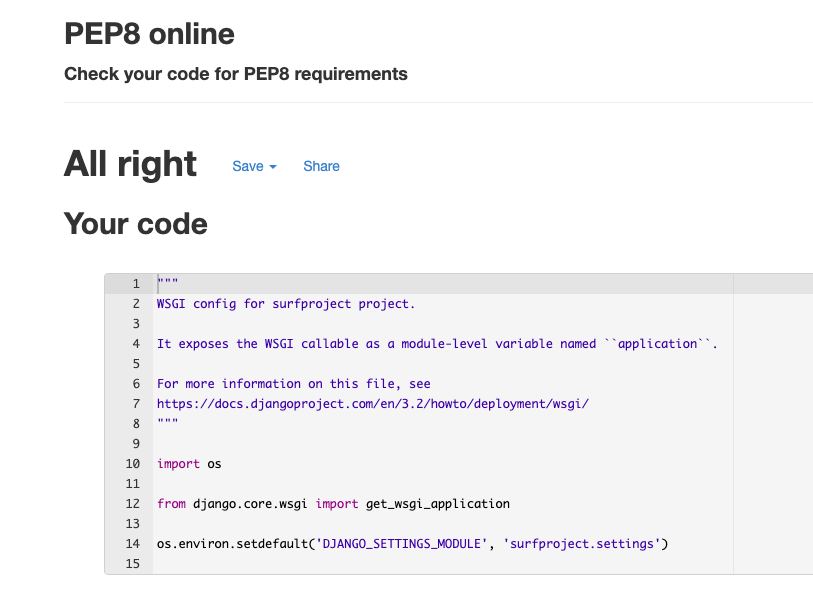 PEP8 online
Check your code for PEP8 requirements
All right Save Share
Your code
1 """
2 WSGI config for surfproject project.
3
4 It exposes the WSGI callable as a module-level variable named ``application``.
5
6 For more information on this file, see
7 https://docs.djangoproject.com/en/3.2/howto/deployment/wsgi/
8 """
9
10 import os
11
12 from django.core.wsgi import get_wsgi_application
13
14 os.environ.setdefault('DJANGO_SETTINGS_MODULE', 'surfproject.settings')
15